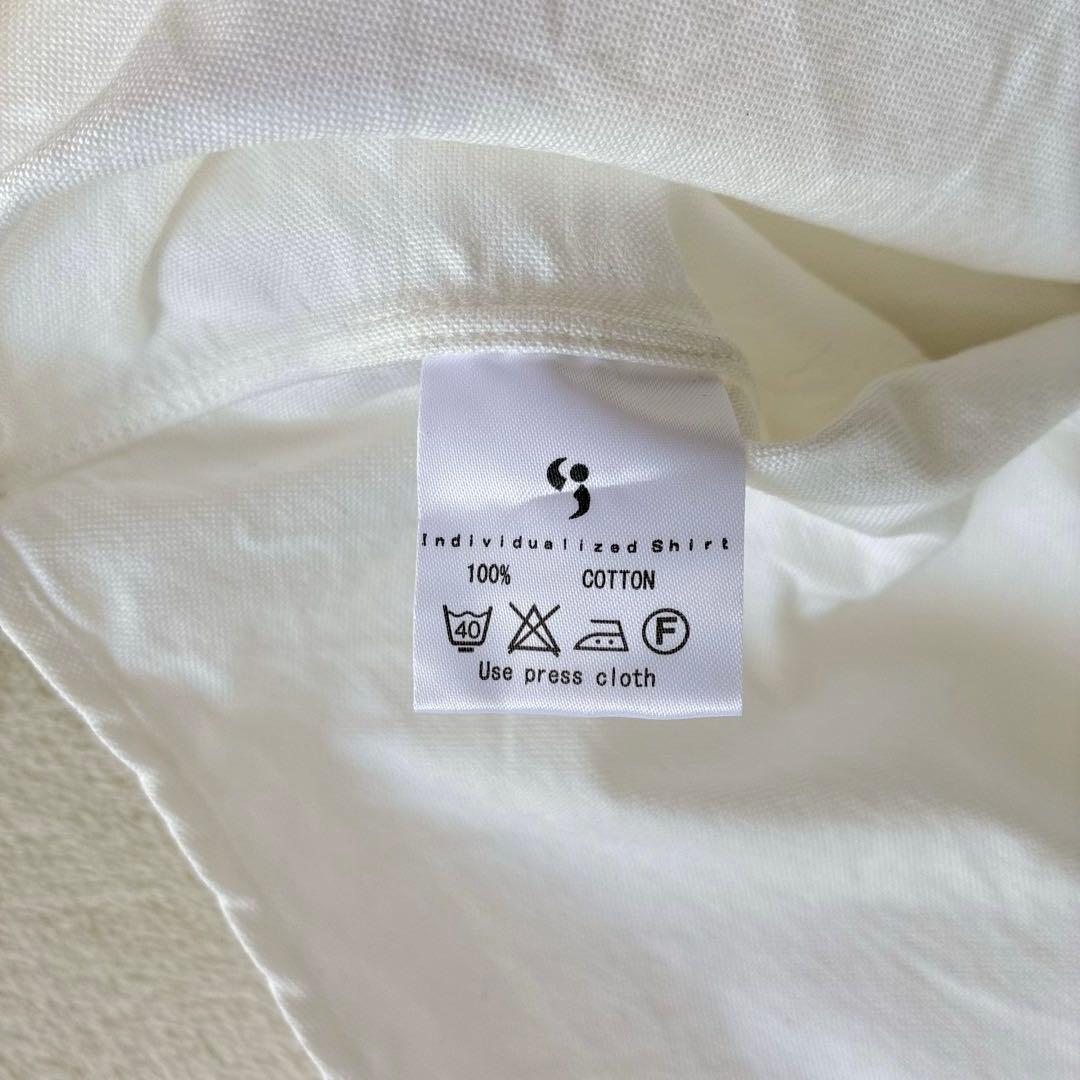 Individualized Shirt
100% COTTON
40 F
Use press cloth